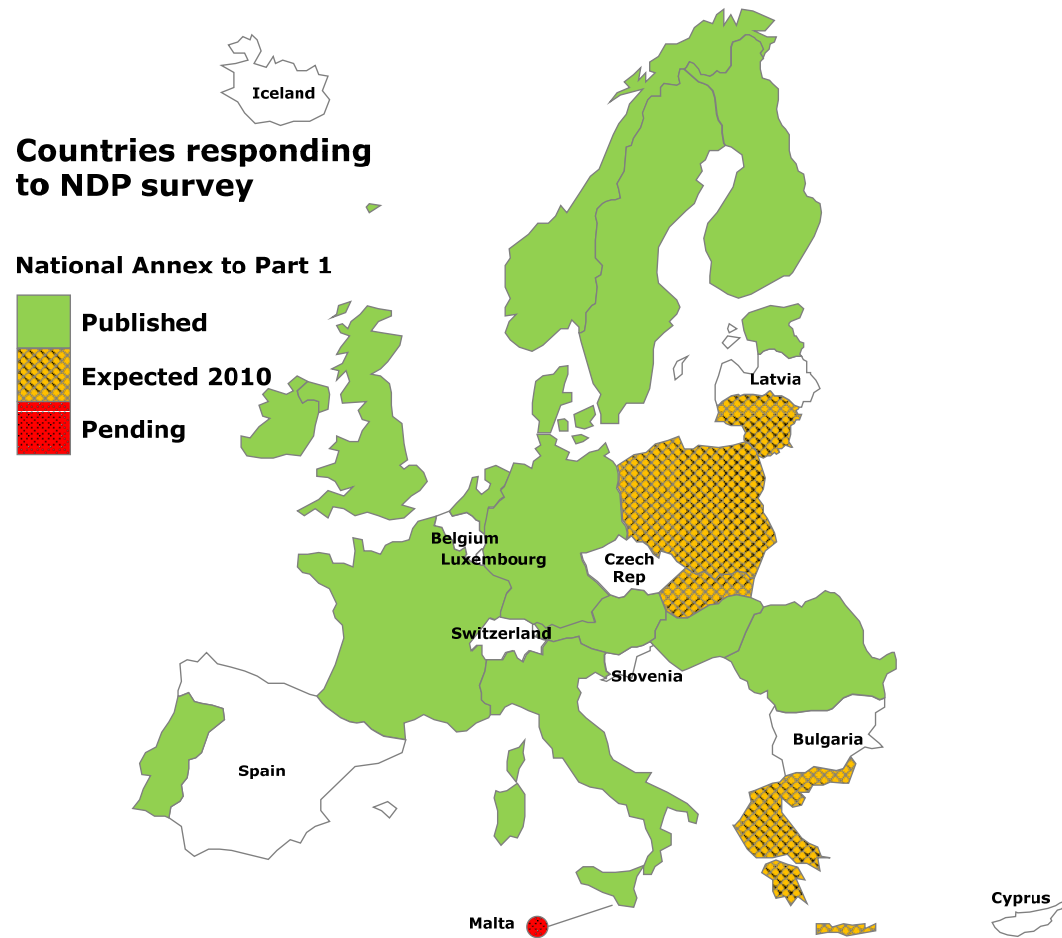 Iceland
Countries responding
to NDP survey
National Annex to Part 1
Published
Expected 2010
Pending
Latvia
Belgium
Luxembourg
Czech
Rep
Switzerland
Slovenia
Bulgaria
Spain
Cyprus
Malta